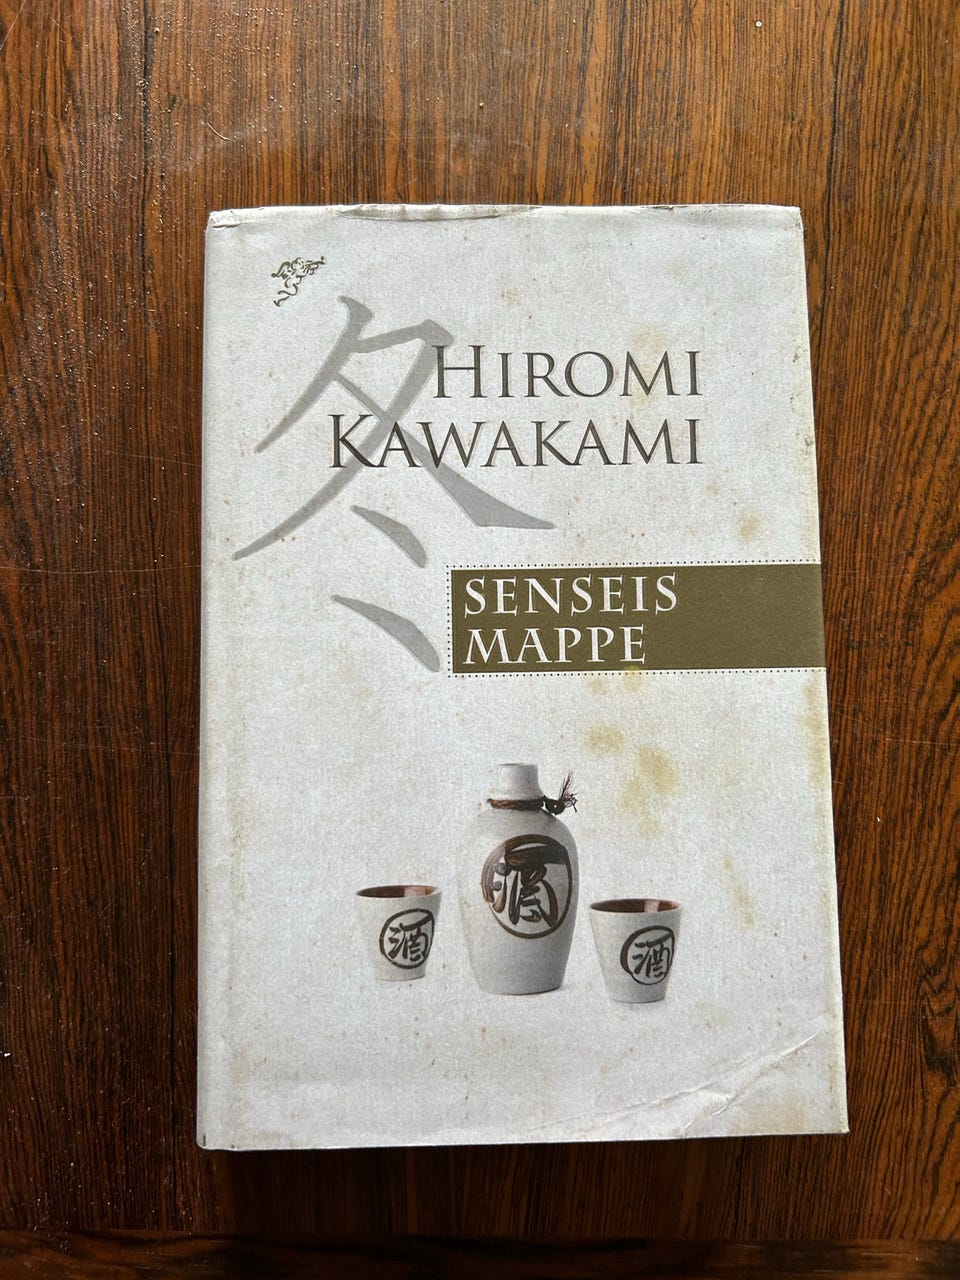 冬
HIROMI
KAWAKAMI
SENSEIS
MAPPE
酒
酒
酒